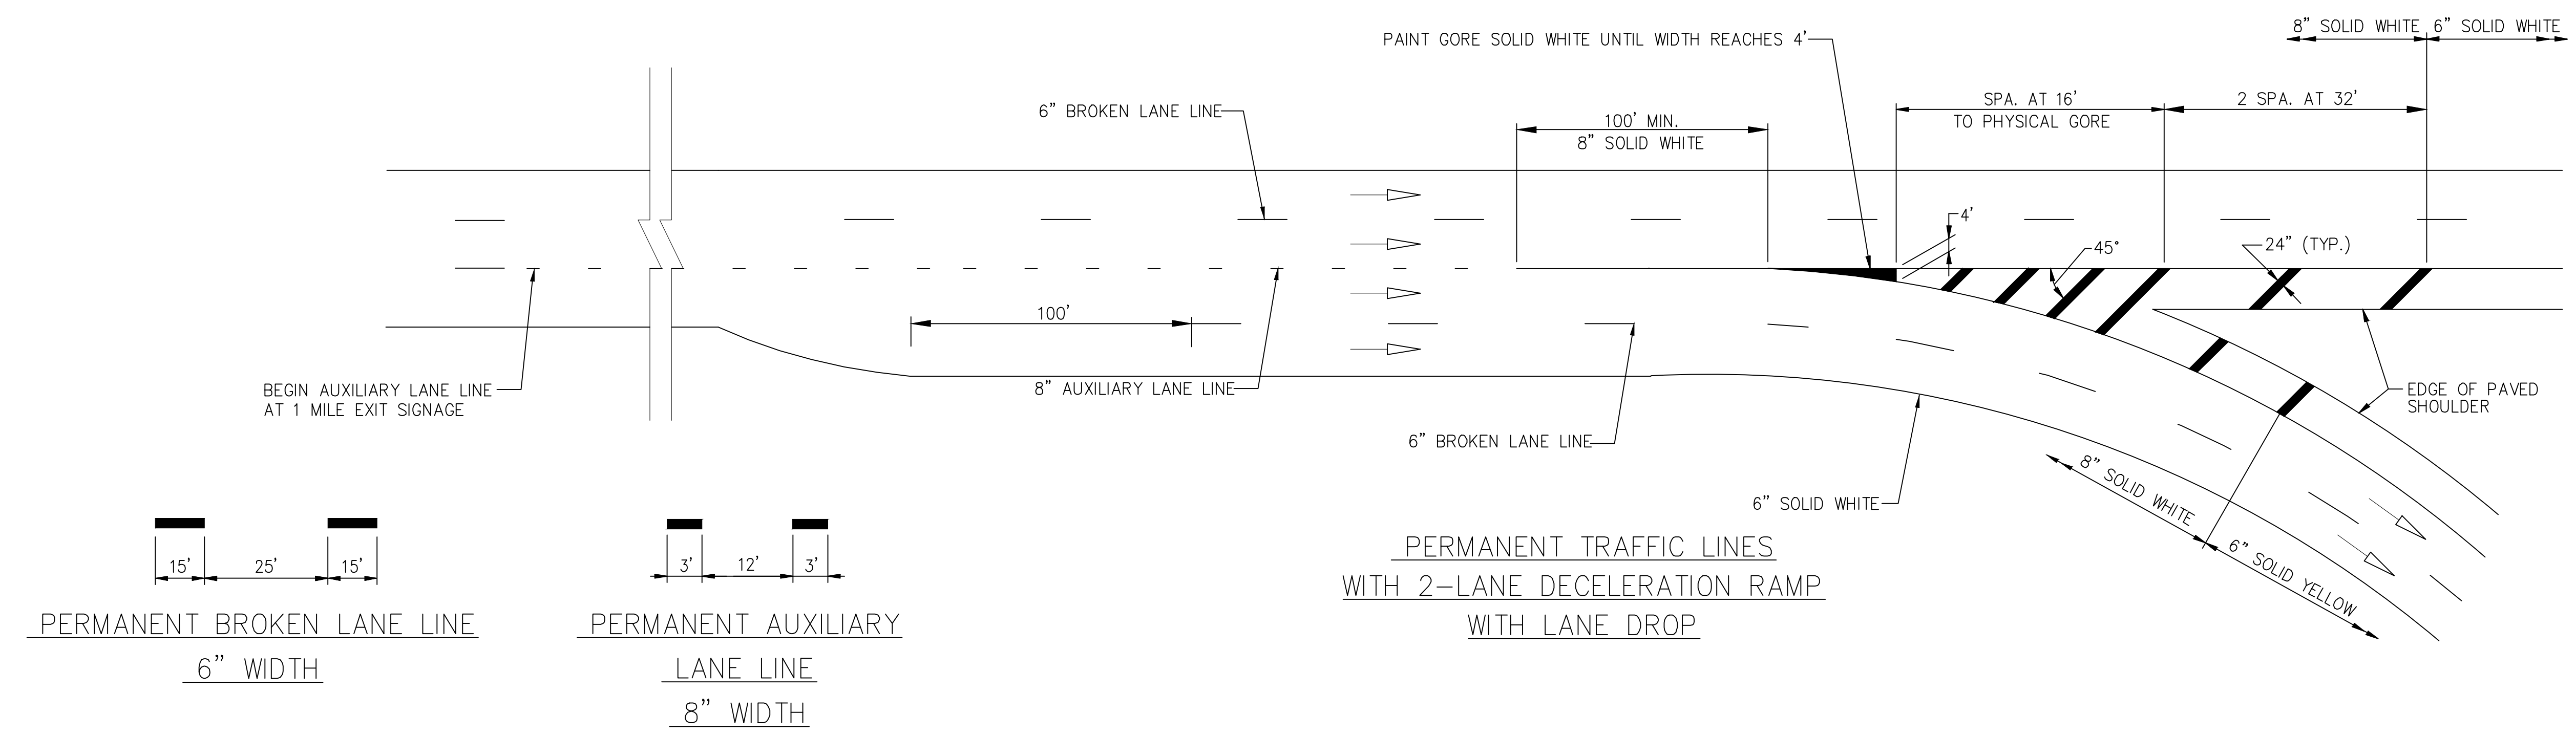 8” SOLID WHITE 6” SOLID WHITE
PAINT GORE SOLID WHITE UNTIL WIDTH REACHES 4’
SPA. AT 16’
TO PHYSICAL GORE
2 SPA. AT 32’
6” BROKEN LANE LINE
100’ MIN.
8” SOLID WHITE
4’
45°
24” (TYP.)
100’
BEGIN AUXILIARY LANE LINE
AT 1 MILE EXIT SIGNAGE
8” AUXILIARY LANE LINE
EDGE OF PAVED
SHOULDER
6” BROKEN LANE LINE
6” SOLID WHITE
8” SOLID WHITE
6” SOLID YELLOW
15’ 25’ 15’
PERMANENT BROKEN LANE LINE
6” WIDTH
3’ 12’ 3’
PERMANENT AUXILIARY
LANE LINE
8” WIDTH
PERMANENT TRAFFIC LINES
WITH 2–LANE DECELERATION RAMP
WITH LANE DROP